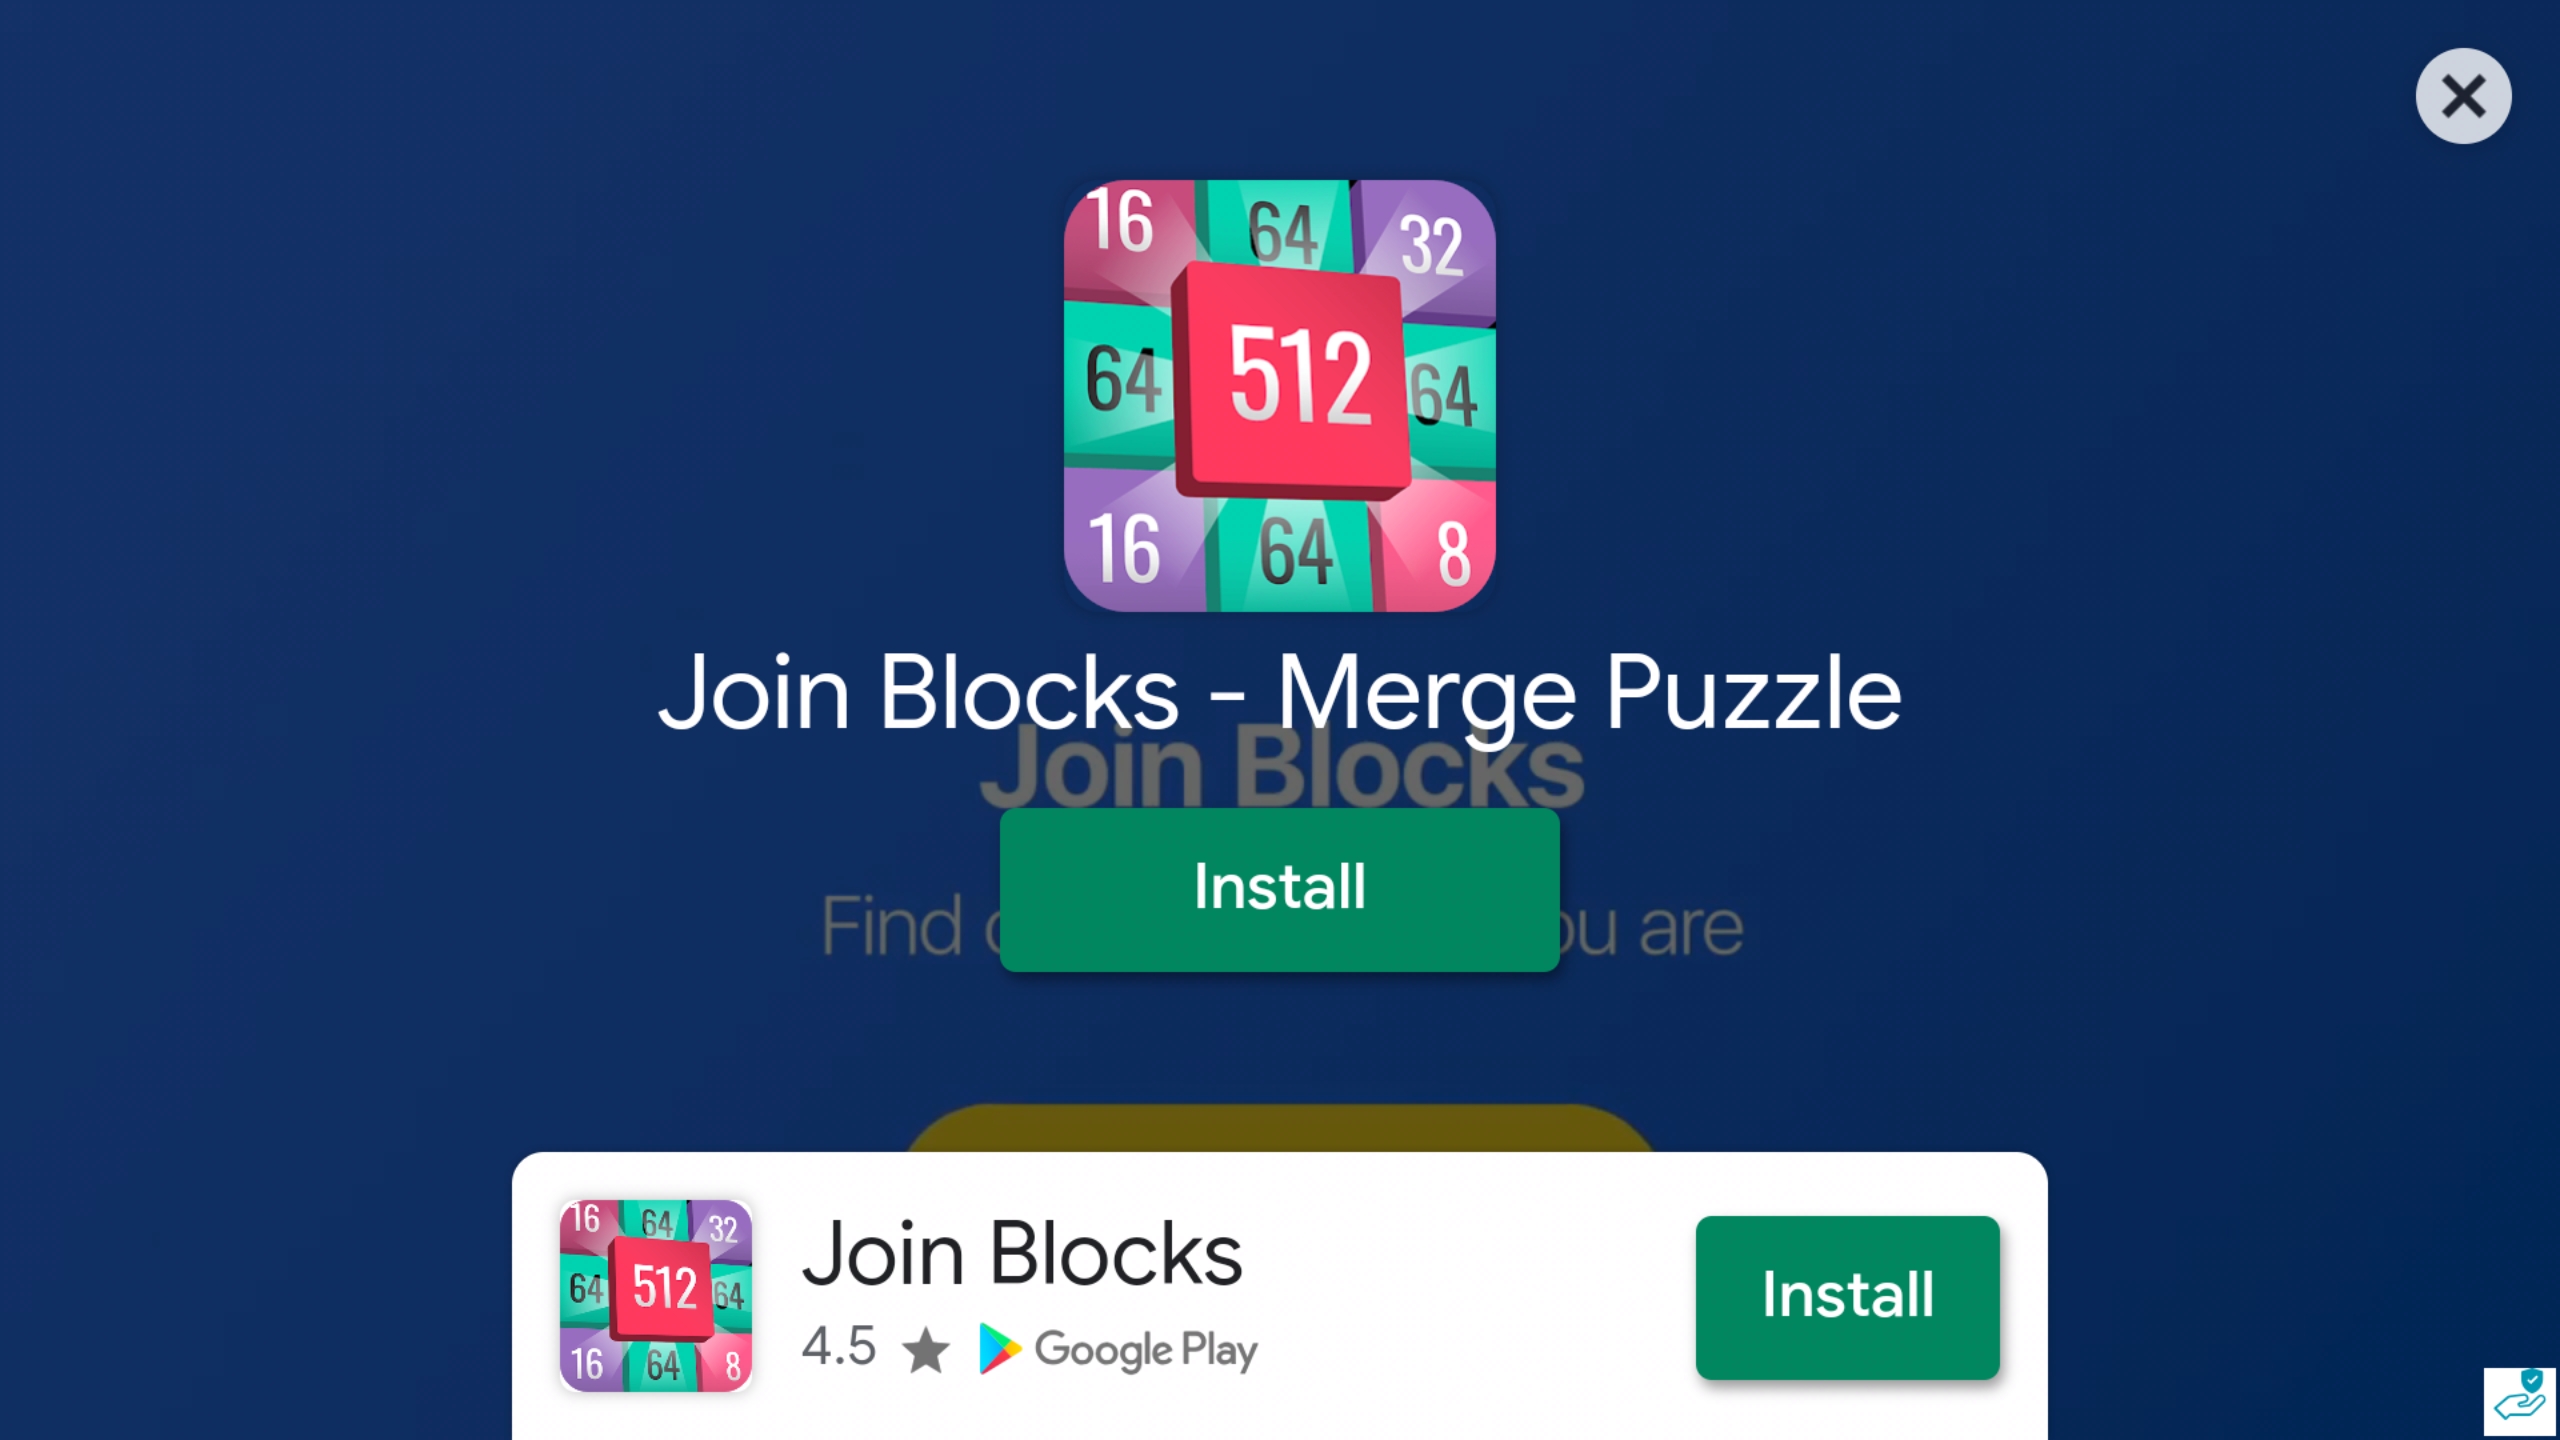 16 64 32
64 512 64
16 64 8
Join Blocks - Merge Puzzle
Join Blocks
Install
Find
ou are
16 64 32
64 512 64
16 64 8
Join Blocks
4.5 ★ Google Play
Install